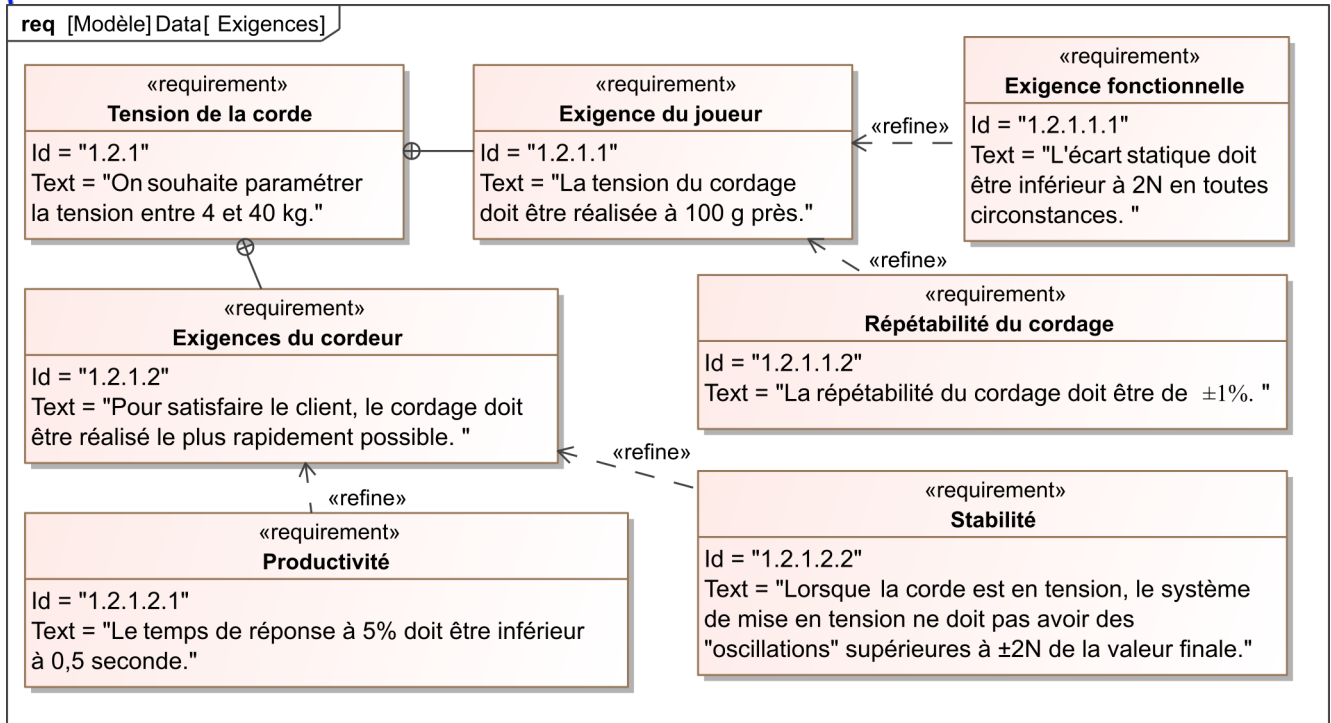 req [Modèle] Data[ Exigences]
«requirement»
Tension de la corde
Id = "1.2.1"
Text = "On souhaite paramétrer
la tension entre 4 et 40 kg."
«requirement»
Exigence du joueur
Id = "1.2.1.1"
Text = "La tension du cordage
doit être réalisée à 100 g près."
«refine»
«requirement»
Exigence fonctionnelle
Id = "1.2.1.1.1"
Text = "L'écart statique doit
être inférieur à 2N en toutes
circonstances. "
«refine»
«requirement»
Exigences du cordeur
Id = "1.2.1.2"
Text = "Pour satisfaire le client, le cordage doit
être réalisé le plus rapidement possible. "
«requirement»
Répétabilité du cordage
Id = "1.2.1.1.2"
Text = "La répétabilité du cordage doit être de ±1%. "
«refine»
«refine»
«requirement»
Productivité
Id = "1.2.1.2.1"
Text = "Le temps de réponse à 5% doit être inférieur
à 0,5 seconde."
«requirement»
Stabilité
Id = "1.2.1.2.2"
Text = "Lorsque la corde est en tension, le système
de mise en tension ne doit pas avoir des
"oscillations" supérieures à ±2N de la valeur finale."